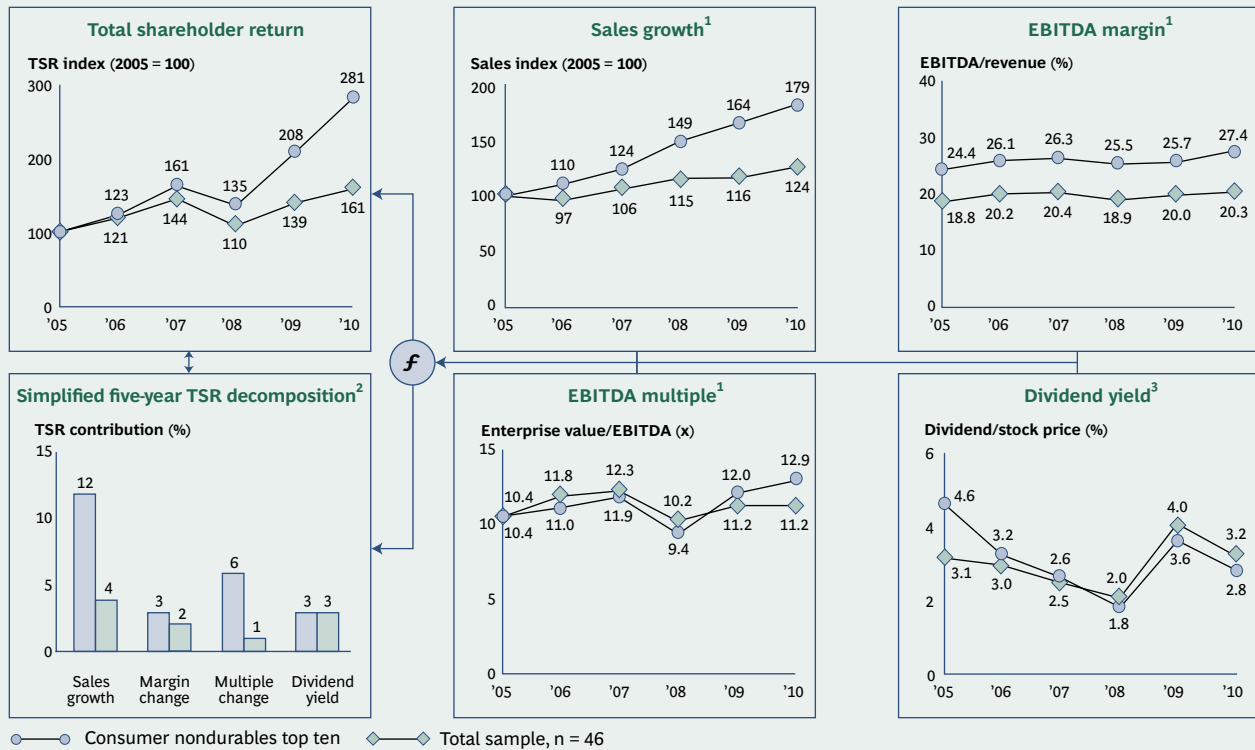 Total shareholder return
TSR index (2005 = 100)
300
200
100
0
281
208
161
135
123
161
139
110
144
121
'05 '06 '07 '08 '09 '10
Sales growth¹
Sales index (2005 = 100)
200
150
100
50
0
179
164
149
124
110
124
116
115
106
97
'05 '06 '07 '08 '09 '10
EBITDA margin¹
EBITDA/revenue (%)
40
30
20
10
0
24.4 26.1 26.3 25.5 25.7 27.4
18.8 20.2 20.4 18.9 20.0 20.3
'05 '06 '07 '08 '09 '10
f
Simplified five-year TSR decomposition²
TSR contribution (%)
15
10
5
0
12
4
3
2
6
1
3 3
Sales growth
Margin change
Multiple change
Dividend yield
EBITDA multiple¹
Enterprise value/EBITDA (x)
15
10
5
0
10.4 11.8 12.3 10.2 12.0 12.9
10.4 11.0 11.9 9.4 11.2 11.2
'05 '06 '07 '08 '09 '10
Dividend yield³
Dividend/stock price (%)
6
4
2
0
4.6 3.2 2.6 2.0 4.0 3.2
3.1 3.0 2.5 1.8 3.6 2.8
'05 '06 '07 '08 '09 '10
Consumer nondurables top ten
Total sample, n = 46